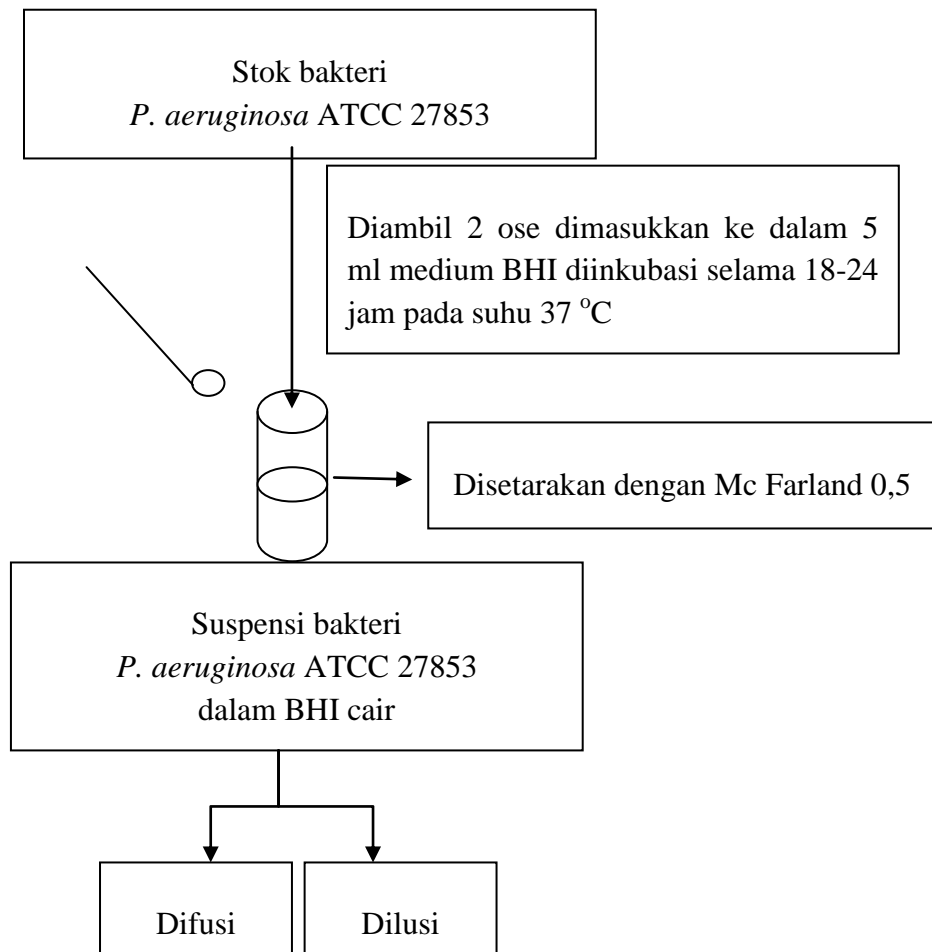 Stok bakteri
P. aeruginosa ATCC 27853
Diambil 2 ose dimasukkan ke dalam 5
ml medium BHI diinkubasi selama 18-24
jam pada suhu 37 °C
Disetarakan dengan Mc Farland 0,5
Suspensi bakteri
P. aeruginosa ATCC 27853
dalam BHI cair
Difusi
Dilusi